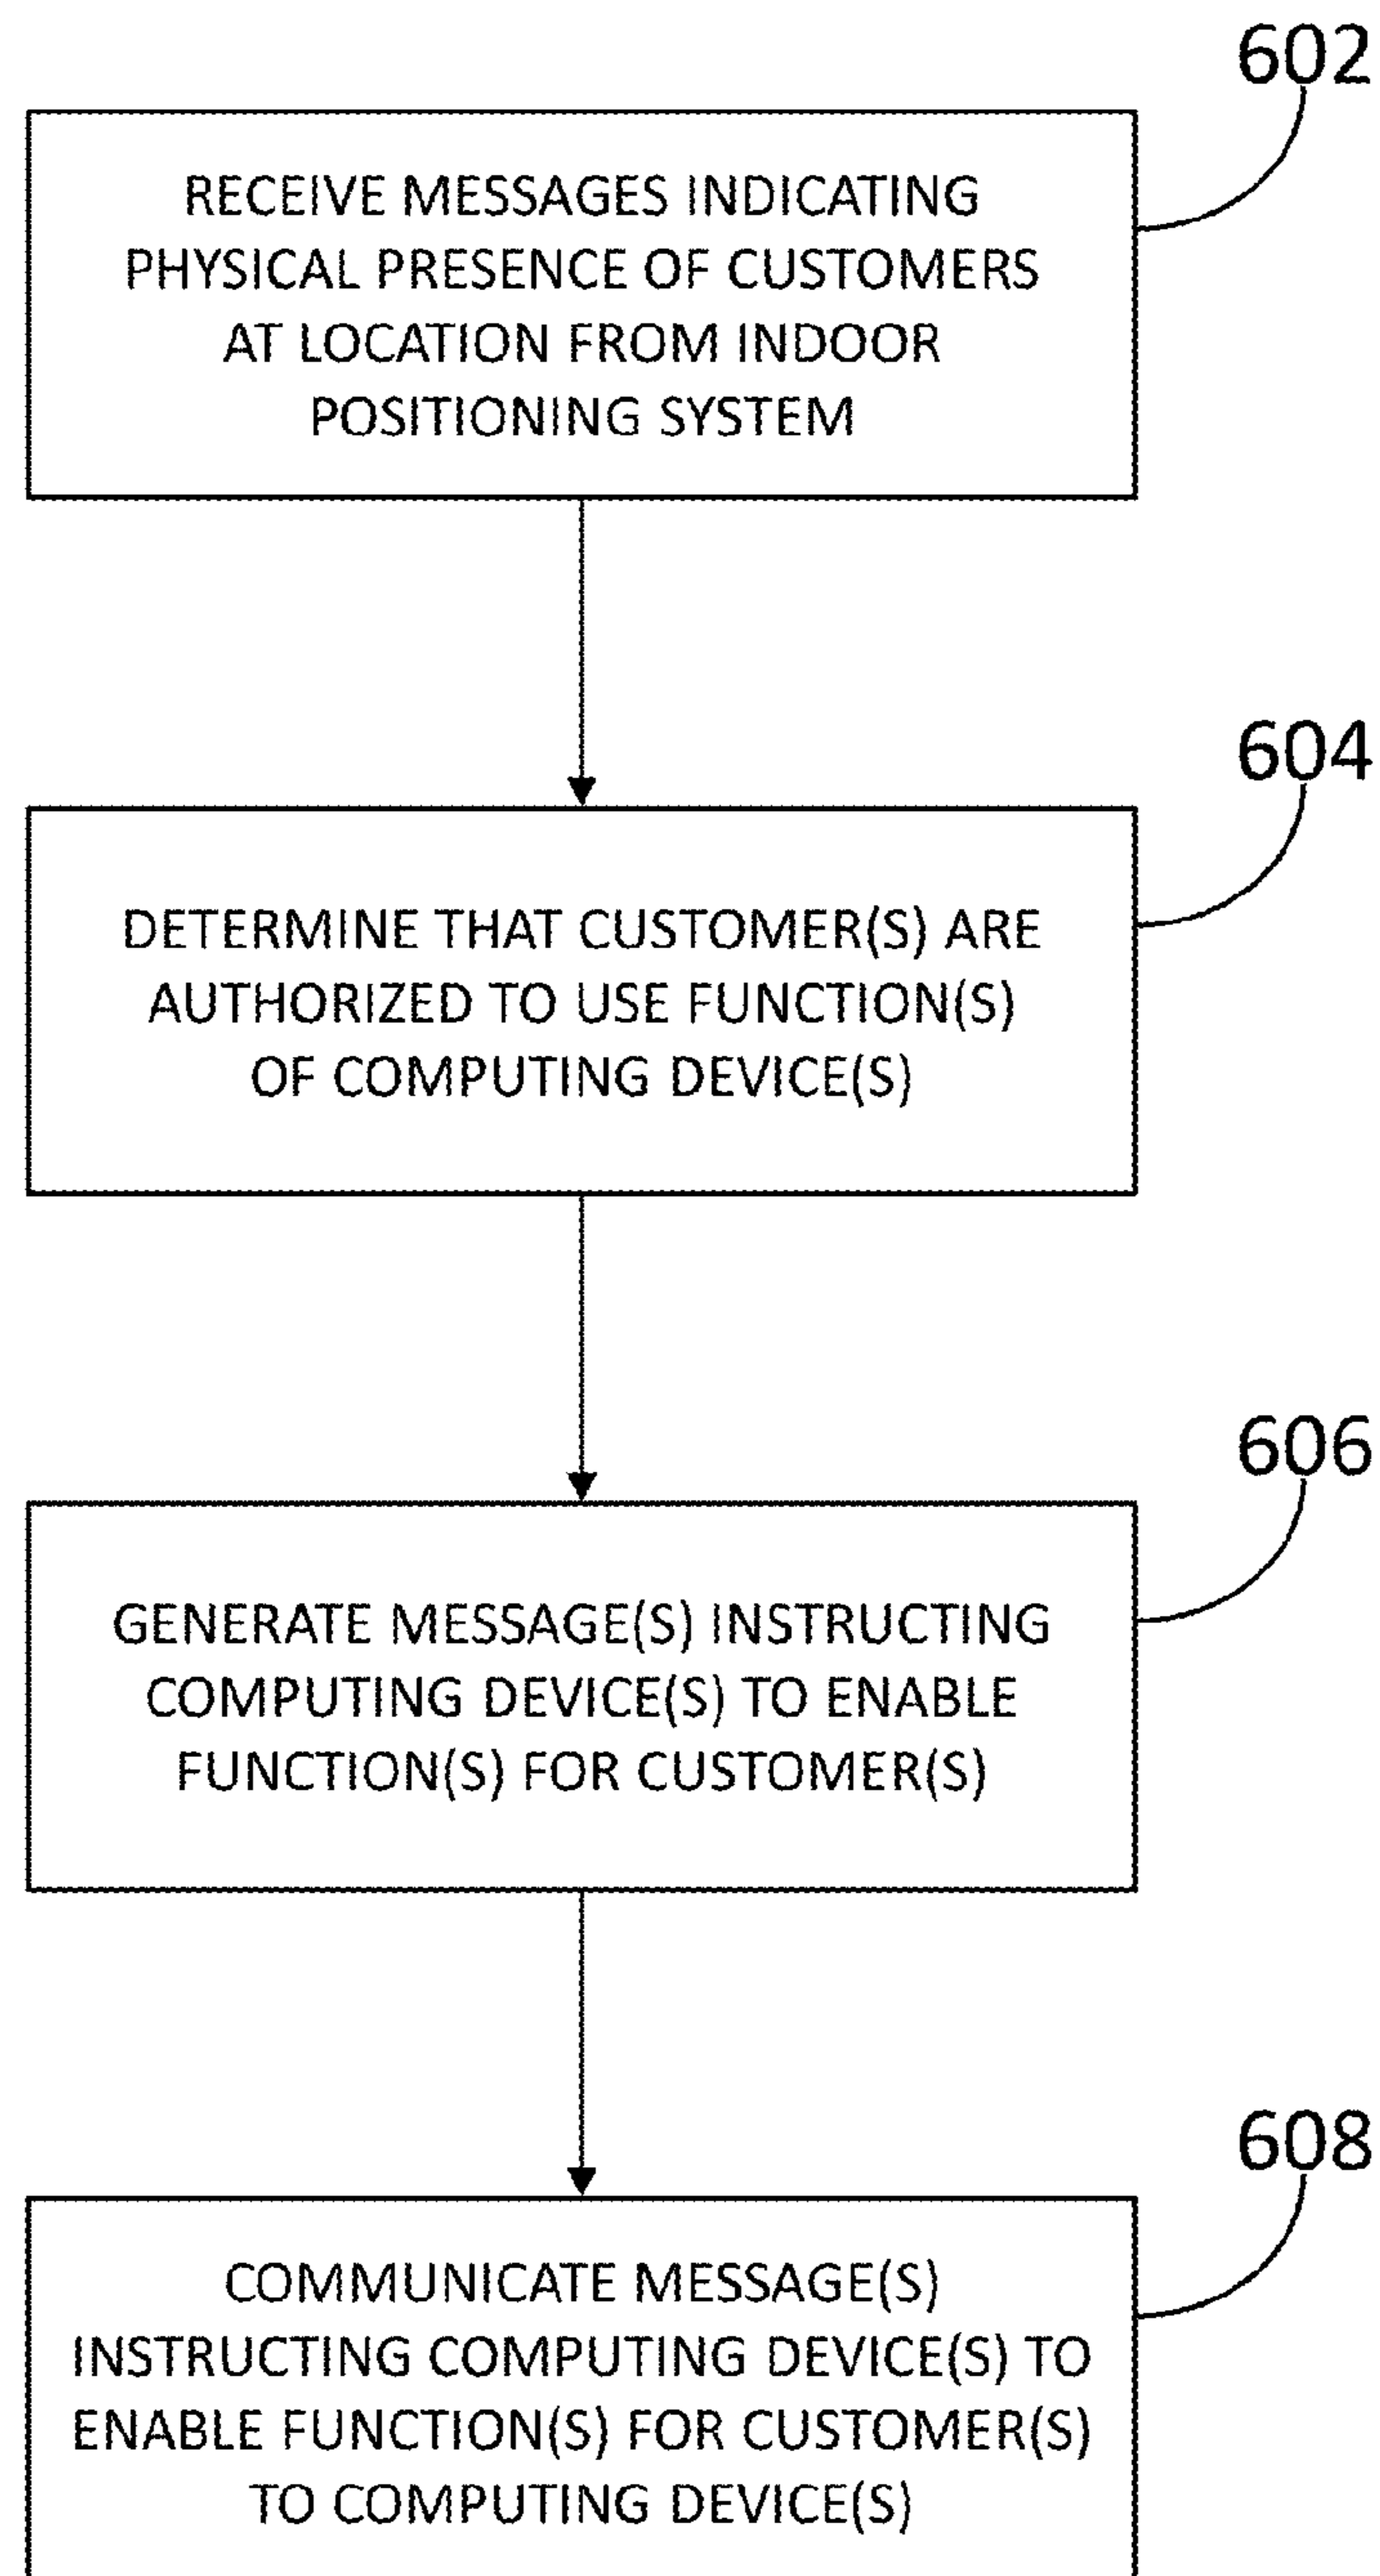 602
RECEIVE MESSAGES INDICATING
PHYSICAL PRESENCE OF CUSTOMERS
AT LOCATION FROM INDOOR
POSITIONING SYSTEM
604
DETERMINE THAT CUSTOMER(S) ARE
AUTHORIZED TO USE FUNCTION(S)
OF COMPUTING DEVICE(S)
606
GENERATE MESSAGE(S) INSTRUCTING
COMPUTING DEVICE(S) TO ENABLE
FUNCTION(S) FOR CUSTOMER(S)
608
COMMUNICATE MESSAGE(S)
INSTRUCTING COMPUTING DEVICE(S) TO
ENABLE FUNCTION(S) FOR CUSTOMER(S)
TO COMPUTING DEVICE(S)